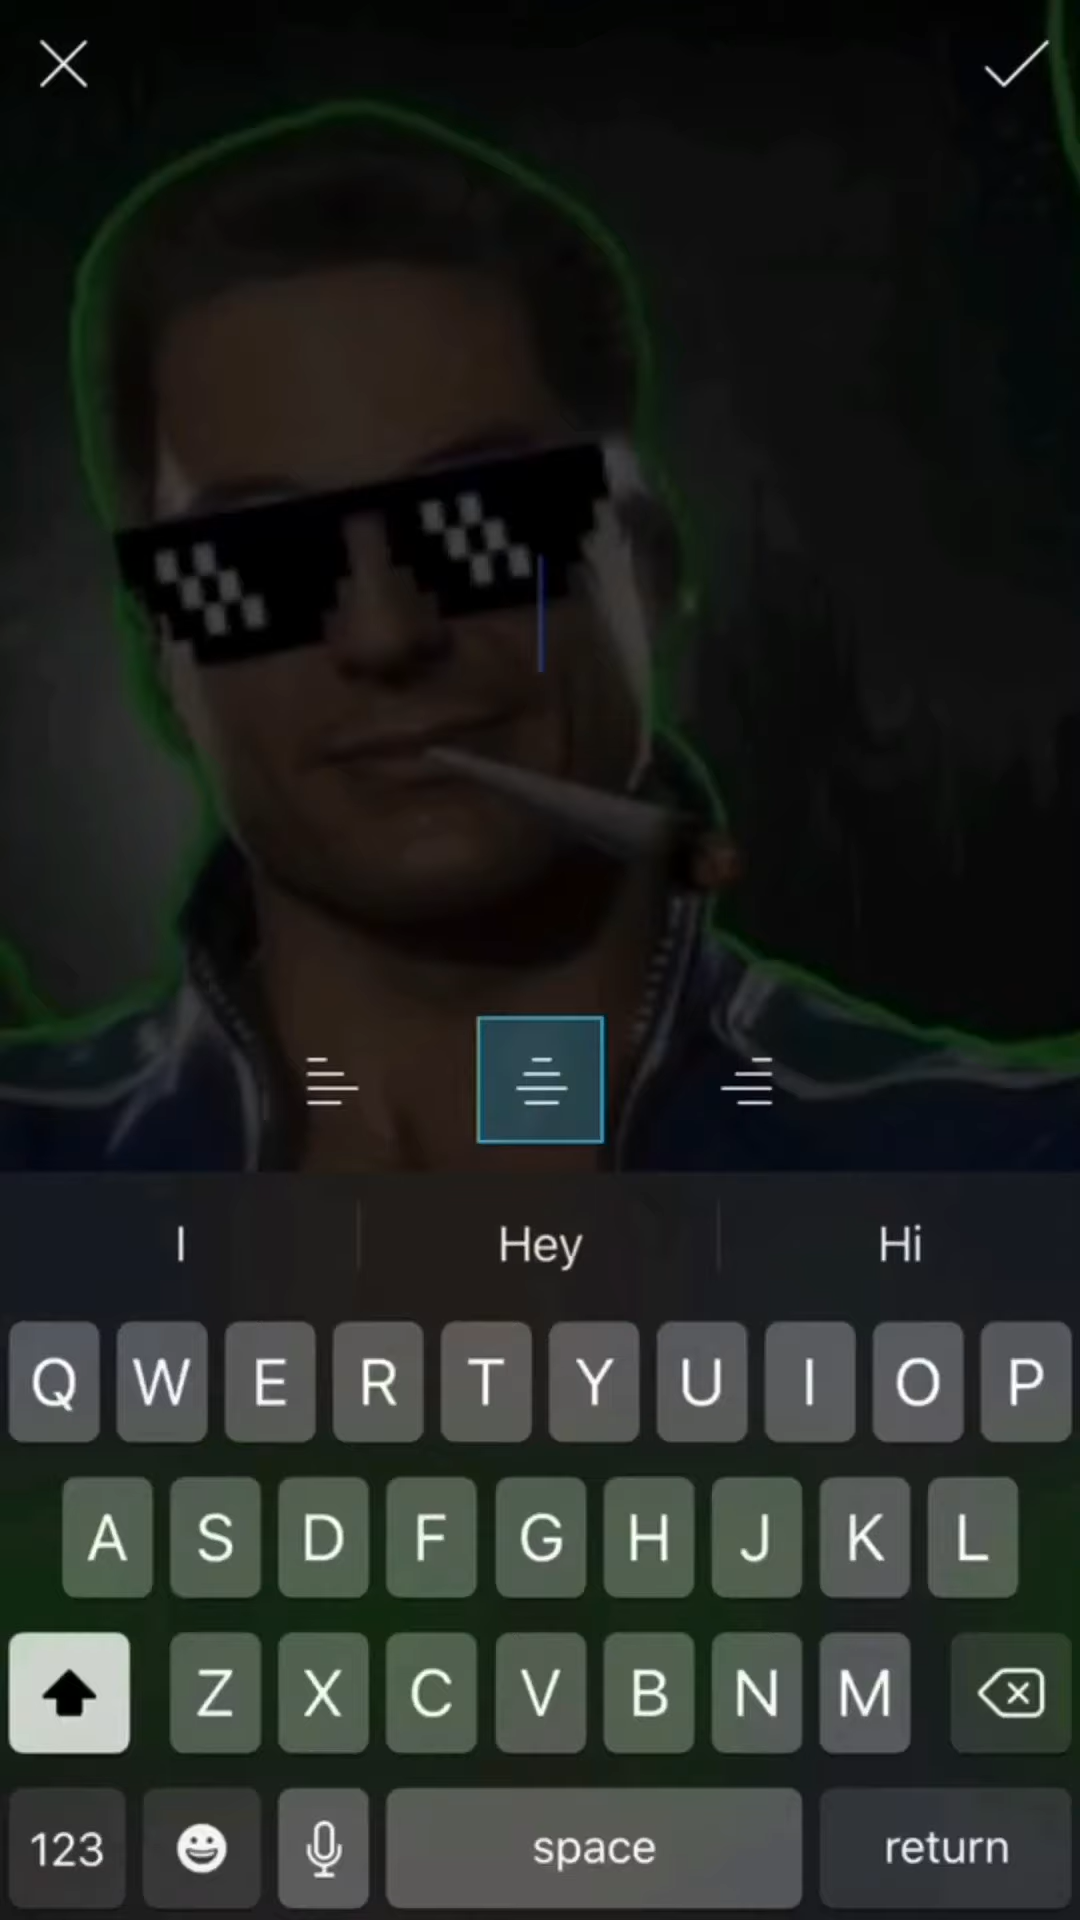 I Hey Hi
Q W E R T Y U I O P
A S D F G H J K L
Z X C V B N M
123 space return